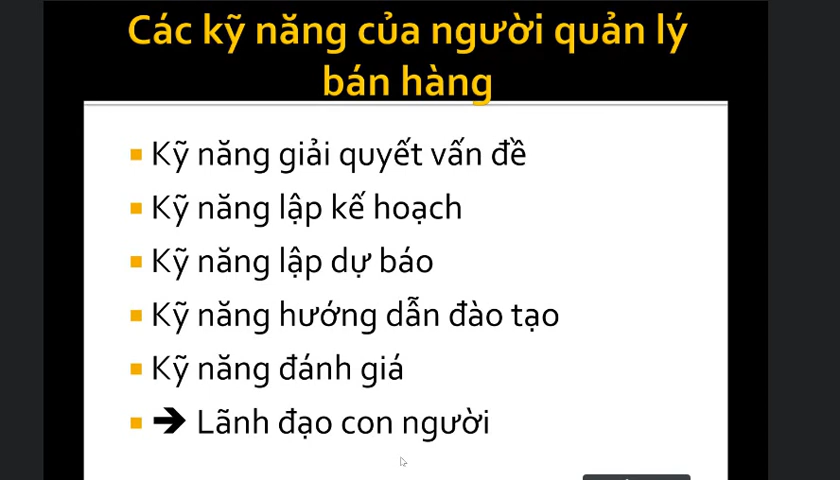 Các kỹ năng của người quản lý
bán hàng
Kỹ năng giải quyết vấn đề
Kỹ năng lập kế hoạch
Kỹ năng lập dự báo
Kỹ năng hướng dẫn đào tạo
Kỹ năng đánh giá
➔ Lãnh đạo con người